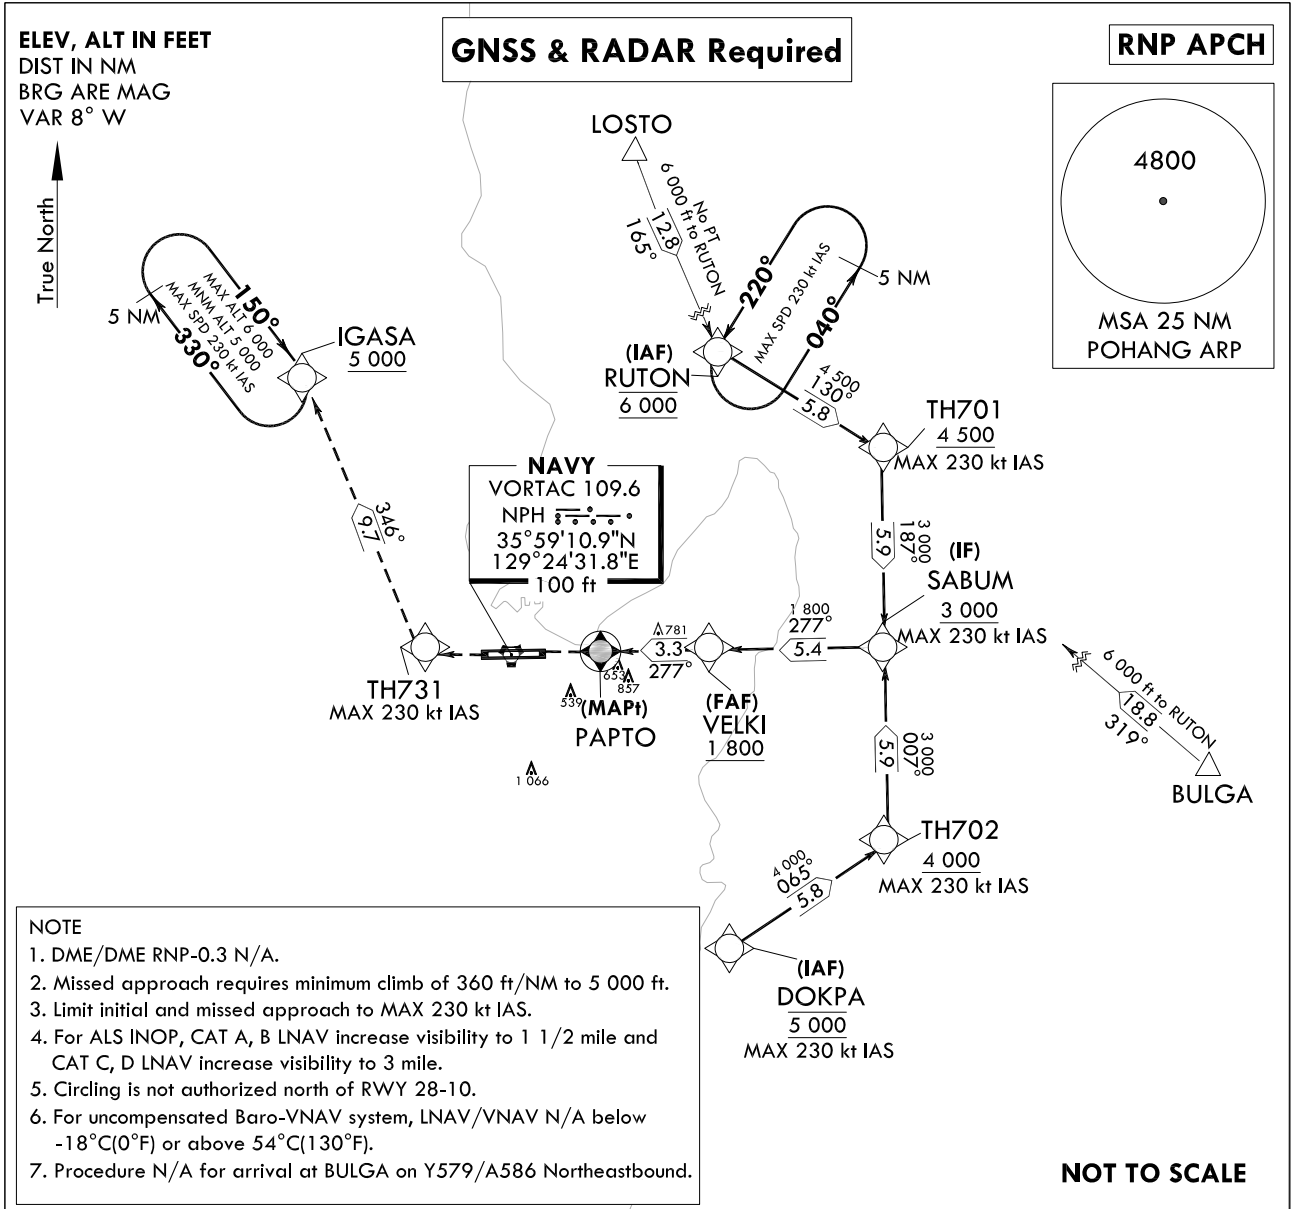 ELEV, ALT IN FEET
DIST IN NM
BRG ARE MAG
VAR 8° W
True North
GNSS & RADAR Required
RNP APCH
4800
MSA 25 NM
POHANG ARP
LOSTO
No PT
6 000 ft to RUTON
12.8
165°
220°
MAX SPD 230 kt IAS
040°
5 NM
(IAF)
RUTON
6 000
4 500
130°
5.8
TH701
4 500
MAX 230 kt IAS
3 000
187°
5.9
(IF)
SABUM
3 000
MAX 230 kt IAS
150°
MAX ALT 6 000
MNM ALT 5 000
MAX SPD 230 kt IAS
330°
5 NM
IGASA
5 000
346°
9.7
NAVY
VORTAC 109.6
NPH
35°59'10.9"N
129°24'31.8"E
100 ft
TH731
MAX 230 kt IAS
781
3.3
277°
653
857
539
1 066
(MAPt)
PAPTO
(FAF)
VELKI
1 800
1 800
277°
5.4
6 000 ft to RUTON
18.8
319°
BULGA
3 000
007°
5.9
TH702
4 000
MAX 230 kt IAS
4 000
065°
5.8
(IAF)
DOKPA
5 000
MAX 230 kt IAS
NOTE
1. DME/DME RNP-0.3 N/A.
2. Missed approach requires minimum climb of 360 ft/NM to 5 000 ft.
3. Limit initial and missed approach to MAX 230 kt IAS.
4. For ALS INOP, CAT A, B LNAV increase visibility to 1 1/2 mile and
CAT C, D LNAV increase visibility to 3 mile.
5. Circling is not authorized north of RWY 28-10.
6. For uncompensated Baro-VNAV system, LNAV/VNAV N/A below
-18°C(0°F) or above 54°C(130°F).
7. Procedure N/A for arrival at BULGA on Y579/A586 Northeastbound.
NOT TO SCALE